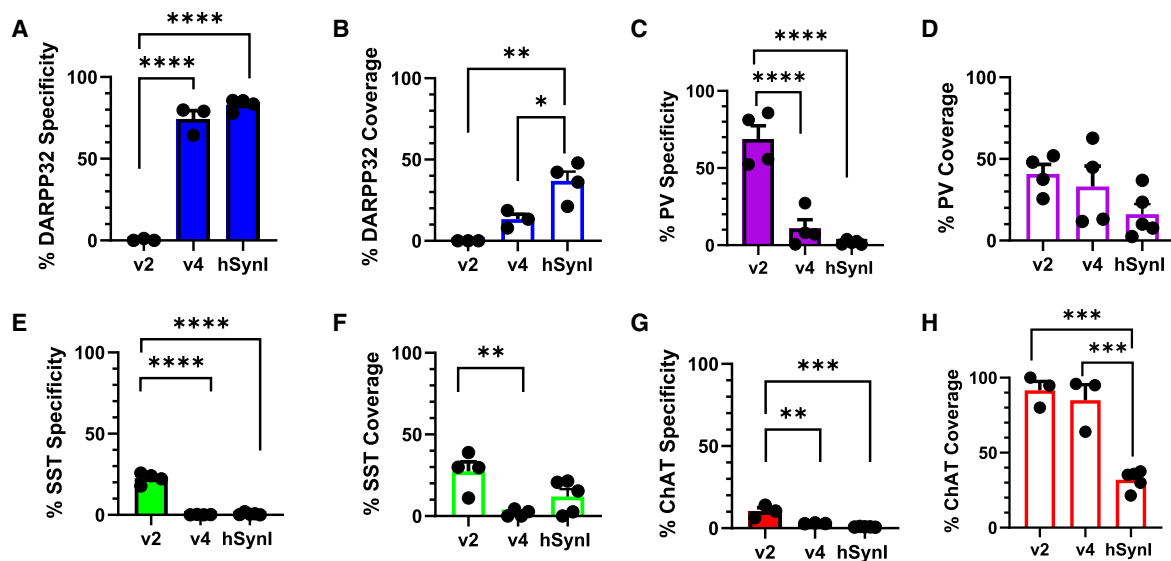 A
% DARPP32 Specificity
****
****
100
50
0
v2 v4 hSynI
B
% DARPP32 Coverage
**
*
100
50
0
v2 v4 hSynI
C
% PV Specificity
****
****
100
50
0
v2 v4 hSynI
D
% PV Coverage
100
50
0
v2 v4 hSynI
E
% SST Specificity
****
****
100
50
0
v2 v4 hSynI
F
% SST Coverage
**
100
50
0
v2 v4 hSynI
G
% ChAT Specificity
***
**
100
50
0
v2 v4 hSynI
H
% ChAT Coverage
***
***
100
50
0
v2 v4 hSynI